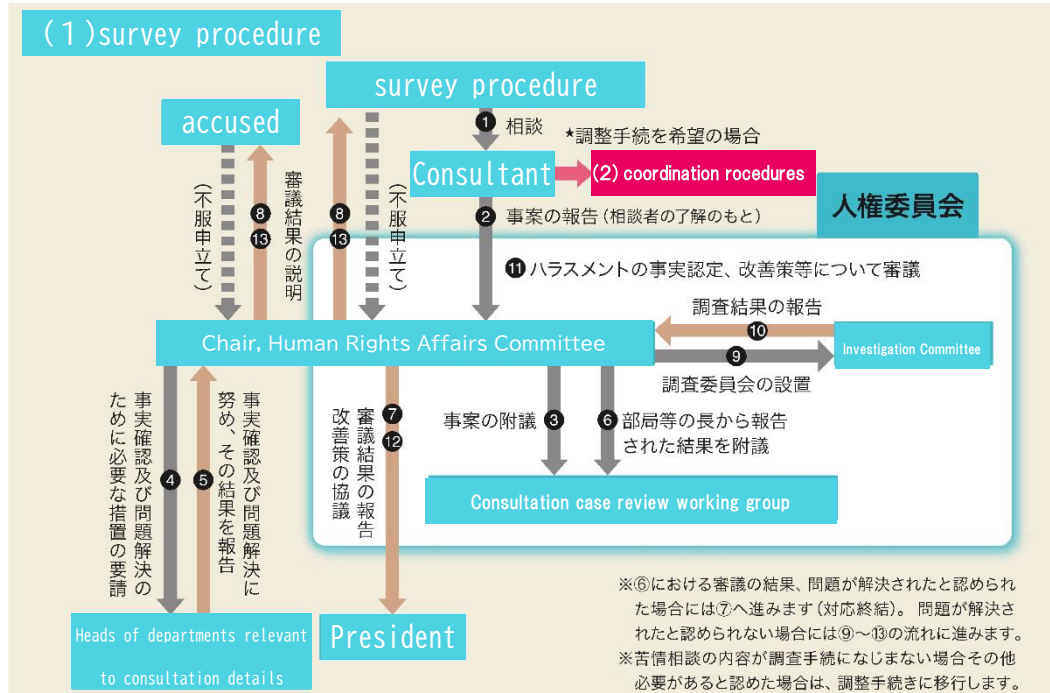 (1)survey procedure
survey procedure
accused
❶ 相談
★調整手続を希望の場合
Consultant
(2) coordination rocedures
人権委員会
❷ 事案の報告(相談者の了解のもと)
(不服申立て)
❽
⓭
審議結果の説明
❽
⓭
(不服申立て)
⓫ ハラスメントの事実認定、改善策等について審議
調査結果の報告
❿
Chair, Human Rights Affairs Committee
Investigation Committee
❾
調査委員会の設置
事実確認及び問題解決の
ために必要な措置の要請
❹
❺
事実確認及び問題解決に
努め、その結果を報告
審議結果の報告
改善策の協議
❼
⓬
事案の附議 ❸
❻ 部局等の長から報告
された結果を附議
Consultation case review working group
Heads of departments relevant
to consultation details
President
※⑥における審議の結果、問題が解決されたと認められ
た場合には⑦へ進みます(対応終結)。問題が解決さ
れたと認められない場合には⑨〜⑬の流れに進みます。
※苦情相談の内容が調査手続になじまない場合その他
必要があると認めた場合は、調整手続きに移行します。